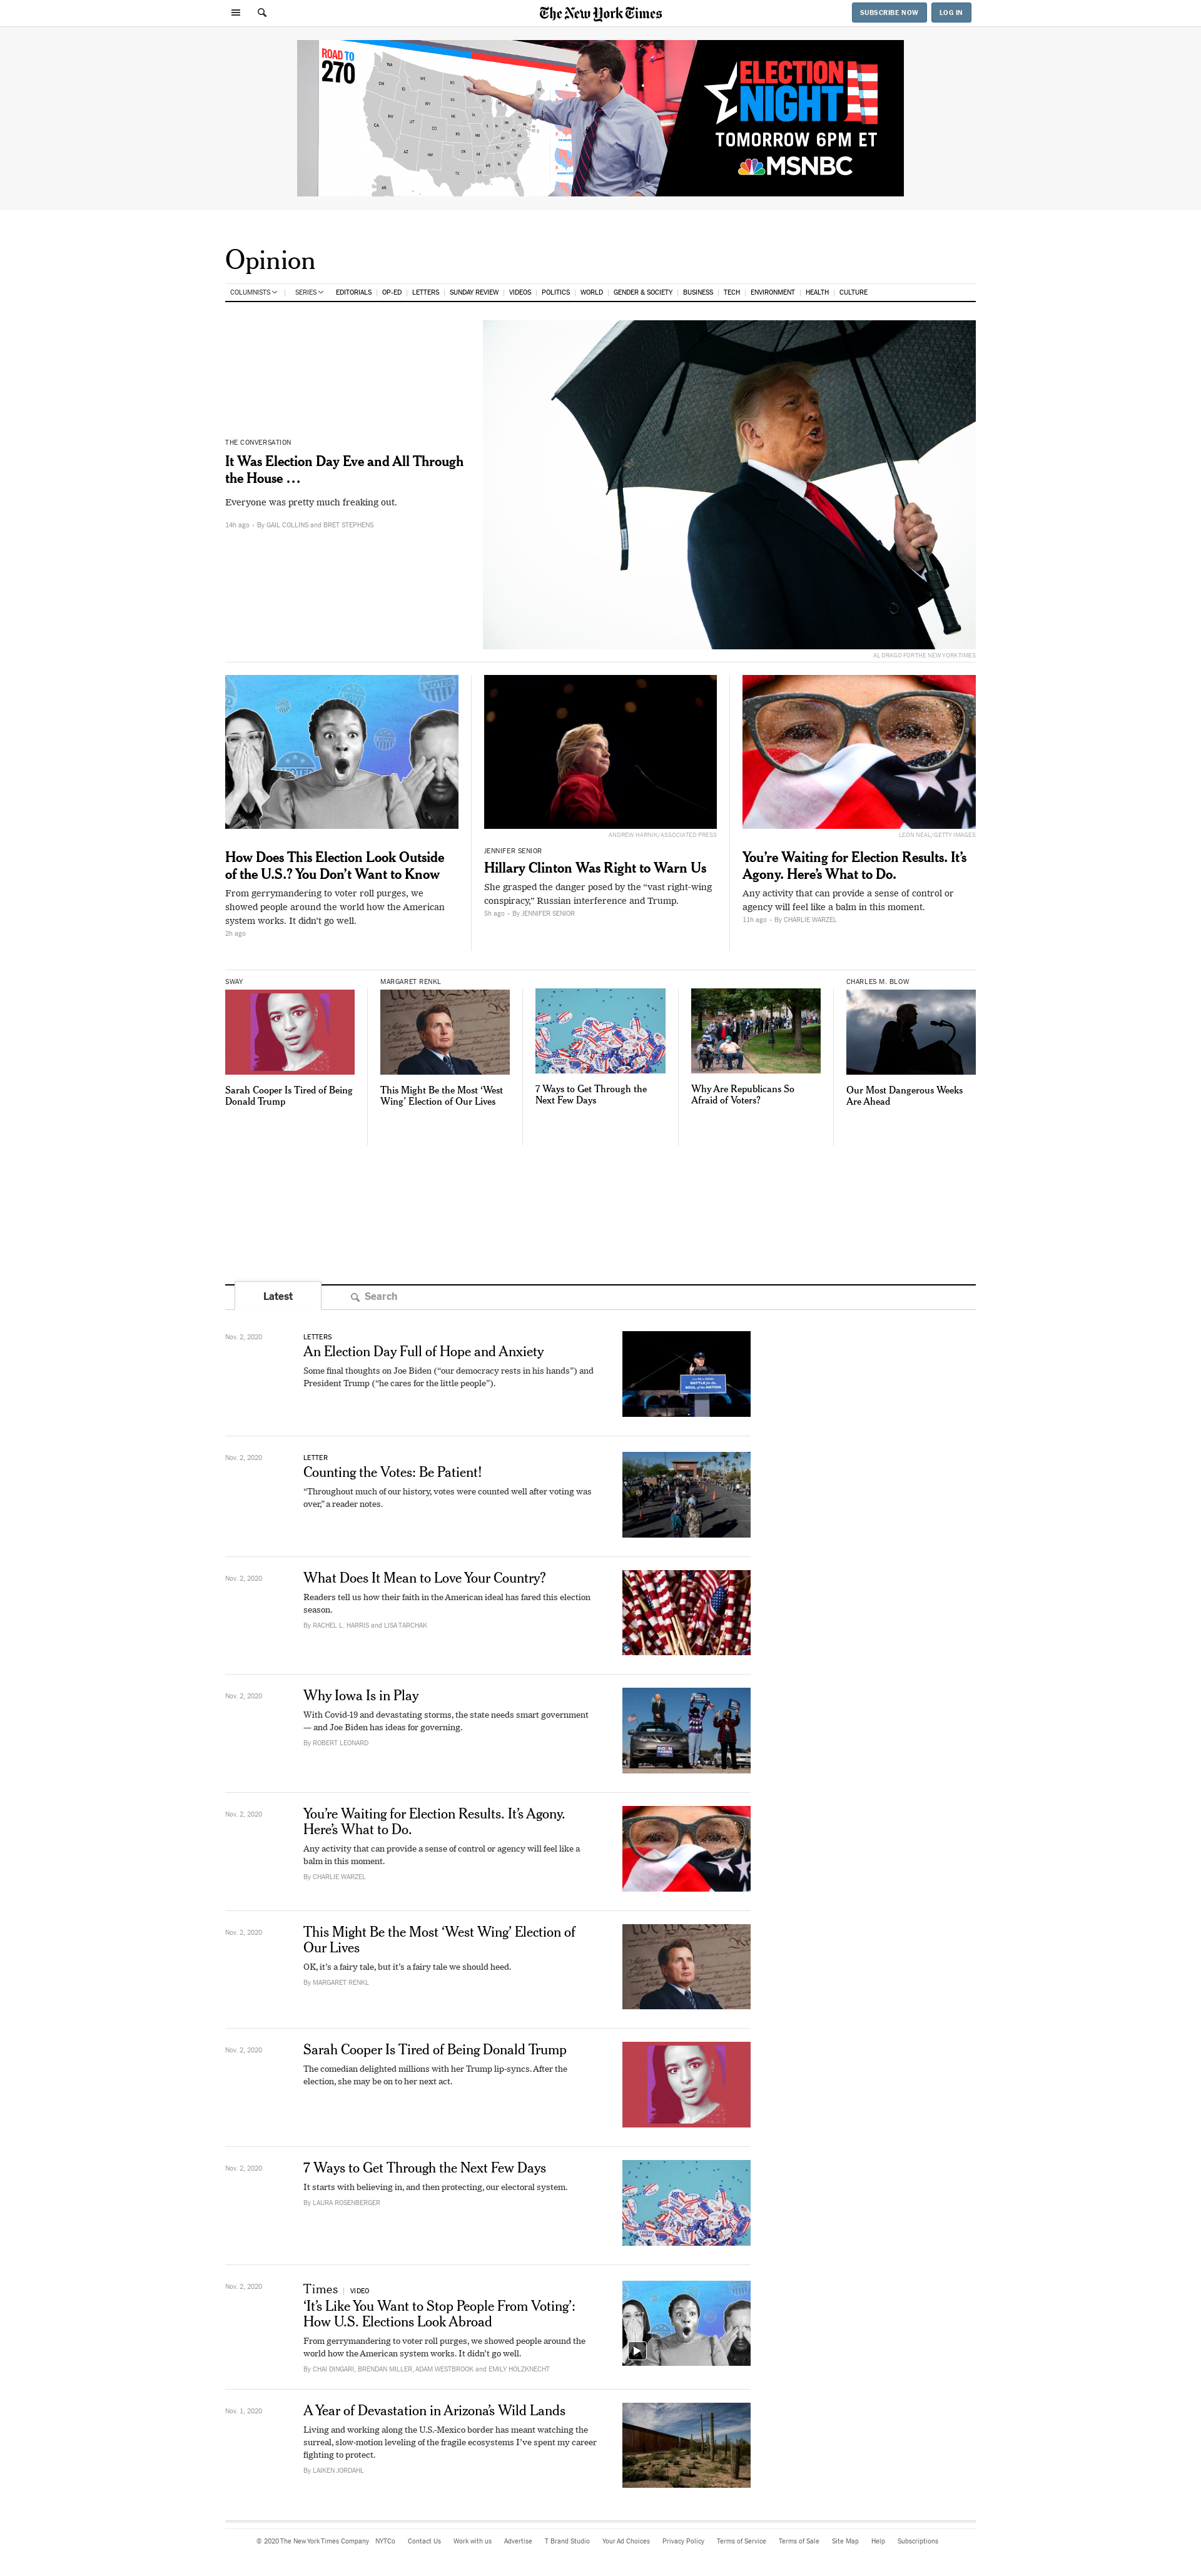 The New York Times
SUBSCRIBE NOW
LOG IN
ROAD TO
270
ELECTION
NIGHT
TOMORROW 6PM ET
MSNBC
Opinion
COLUMNISTS | SERIES EDITORIALS | OP-ED | LETTERS | SUNDAY REVIEW | VIDEOS | POLITICS | WORLD | GENDER & SOCIETY | BUSINESS | TECH | ENVIRONMENT | HEALTH | CULTURE
THE CONVERSATION
It Was Election Day Eve and All Through
the House …
Everyone was pretty much freaking out.
14h ago • By GAIL COLLINS and BRET STEPHENS
AL DRAGO FOR THE NEW YORK TIMES
How Does This Election Look Outside
of the U.S.? You Don’t Want to Know
From gerrymandering to voter roll purges, we
showed people around the world how the American
system works. It didn't go well.
2h ago
ANDREW HARNIK/ASSOCIATED PRESS
JENNIFER SENIOR
Hillary Clinton Was Right to Warn Us
She grasped the danger posed by the “vast right-wing
conspiracy,” Russian interference and Trump.
5h ago • By JENNIFER SENIOR
LEON NEAL/GETTY IMAGES
You’re Waiting for Election Results. It’s
Agony. Here’s What to Do.
Any activity that can provide a sense of control or
agency will feel like a balm in this moment.
11h ago • By CHARLIE WARZEL
SWAY
Sarah Cooper Is Tired of Being
Donald Trump
MARGARET RENKL
This Might Be the Most ‘West
Wing’ Election of Our Lives
7 Ways to Get Through the
Next Few Days
Why Are Republicans So
Afraid of Voters?
CHARLES M. BLOW
Our Most Dangerous Weeks
Are Ahead
Latest
Search
Nov. 2, 2020
LETTERS
An Election Day Full of Hope and Anxiety
Some final thoughts on Joe Biden (“our democracy rests in his hands”) and
President Trump (“he cares for the little people”).
BATTLE for the
SOUL of the NATION
Nov. 2, 2020
LETTER
Counting the Votes: Be Patient!
“Throughout much of our history, votes were counted well after voting was
over,” a reader notes.
Nov. 2, 2020
What Does It Mean to Love Your Country?
Readers tell us how their faith in the American ideal has fared this election
season.
By RACHEL L. HARRIS and LISA TARCHAK
Nov. 2, 2020
Why Iowa Is in Play
With Covid-19 and devastating storms, the state needs smart government
— and Joe Biden has ideas for governing.
By ROBERT LEONARD
Nov. 2, 2020
You’re Waiting for Election Results. It’s Agony.
Here’s What to Do.
Any activity that can provide a sense of control or agency will feel like a
balm in this moment.
By CHARLIE WARZEL
Nov. 2, 2020
This Might Be the Most ‘West Wing’ Election of
Our Lives
OK, it’s a fairy tale, but it’s a fairy tale we should heed.
By MARGARET RENKL
Nov. 2, 2020
Sarah Cooper Is Tired of Being Donald Trump
The comedian delighted millions with her Trump lip-syncs. After the
election, she may be on to her next act.
Nov. 2, 2020
7 Ways to Get Through the Next Few Days
It starts with believing in, and then protecting, our electoral system.
By LAURA ROSENBERGER
Nov. 2, 2020
Times | VIDEO
‘It’s Like You Want to Stop People From Voting’:
How U.S. Elections Look Abroad
From gerrymandering to voter roll purges, we showed people around the
world how the American system works. It didn't go well.
By CHAI DINGARI, BRENDAN MILLER, ADAM WESTBROOK and EMILY HOLZKNECHT
Nov. 1, 2020
A Year of Devastation in Arizona’s Wild Lands
Living and working along the U.S.-Mexico border has meant watching the
surreal, slow-motion leveling of the fragile ecosystems I’ve spent my career
fighting to protect.
By LAIKEN JORDAHL
© 2020 The New York Times Company NYTCo Contact Us Work with us Advertise T Brand Studio Your Ad Choices Privacy Policy Terms of Service Terms of Sale Site Map Help Subscriptions